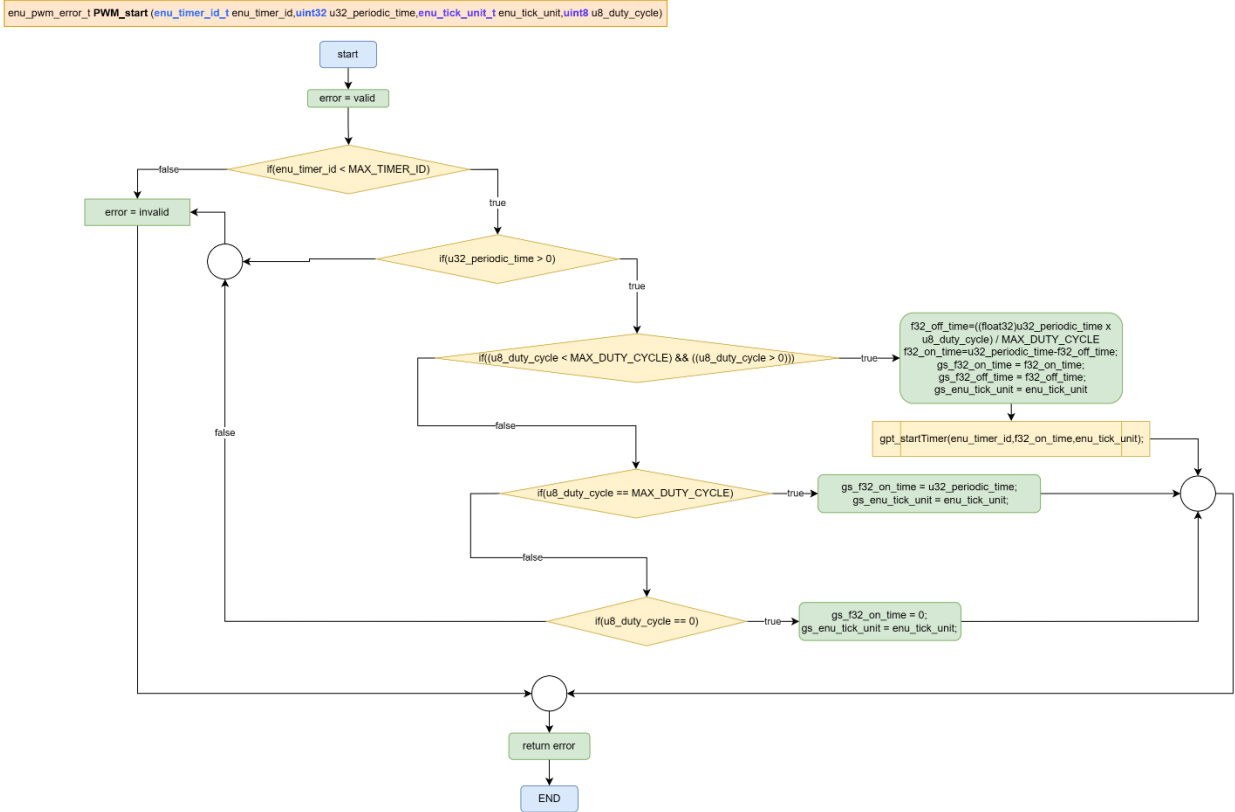 enu_pwm_error_t PWM_start (enu_timer_id_t enu_timer_id,uint32 u32_periodic_time,enu_tick_unit_t enu_tick_unit,uint8 u8_duty_cycle)
start
error = valid
if(enu_timer_id < MAX_TIMER_ID)
false
true
error = invalid
if(u32_periodic_time > 0)
true
f32_off_time=((float32)u32_periodic_time x
u8_duty_cycle) / MAX_DUTY_CYCLE
f32_on_time=u32_periodic_time-f32_off_time;
gs_f32_on_time = f32_on_time;
gs_f32_off_time = f32_off_time;
gs_enu_tick_unit = enu_tick_unit
if((u8_duty_cycle < MAX_DUTY_CYCLE) && ((u8_duty_cycle > 0)))
true
false
false
gpt_startTimer(enu_timer_id,f32_on_time,enu_tick_unit);
if(u8_duty_cycle == MAX_DUTY_CYCLE)
true
gs_f32_on_time = u32_periodic_time;
gs_enu_tick_unit = enu_tick_unit;
false
if(u8_duty_cycle == 0)
true
gs_f32_on_time = 0;
gs_enu_tick_unit = enu_tick_unit;
return error
END